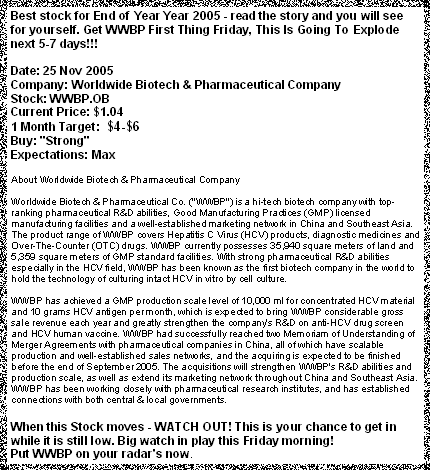 Best stock for End of Year Year 2005 - read the story and you will see
for yourself. Get WWBP First Thing Friday, This Is Going To Explode
next 5-7 days!!!
Date: 25 Nov 2005
Company: Worldwide Biotech & Pharmaceutical Company
Stock: WWBP.OB
Current Price: $1.04
1 Month Target:  $4-$6
Buy: "Strong"
Expectations: Max
About Worldwide Biotech & Pharmaceutical Company
Worldwide Biotech & Pharmaceutical Co. ("WWBP") is a hi-tech biotech company with top-
ranking pharmaceutical R&D abilities, Good Manufacturing Practices (GMP) licensed
manufacturing facilities and a well-established marketing network in China and Southeast Asia.
The product range of WWBP covers Hepatitis C Virus (HCV) products, diagnostic medicines and
Over-The-Counter (OTC) drugs. WWBP currently possesses 35,940 square meters of land and
5,359 square meters of GMP standard facilities. With strong pharmaceutical R&D abilities
especially in the HCV field, WWBP has been known as the first biotech company in the world to
hold the technology of culturing intact HCV in vitro by cell culture.
WWBP has achieved a GMP production scale level of 10,000 ml for concentrated HCV material
and 10 grams HCV antigen per month, which is expected to bring WWBP considerable gross
sale revenue each year and greatly strengthen the company's R&D on anti-HCV drug screen
and HCV human vaccine. WWBP had successfully reached two Memoriam of Understanding of
Merger Agreements with pharmaceutical companies in China, all of which have scalable
production and well-established sales networks, and the acquiring is expected to be finished
before the end of September 2005. The acquisitions will strengthen WWBP's R&D abilities and
production scale, as well as extend its marketing network throughout China and Southeast Asia.
WWBP has been working closely with pharmaceutical research institutes, and has established
connections with both central & local governments.
When this Stock moves - WATCH OUT! This is your chance to get in
while it is still low. Big watch in play this Friday morning!
Put WWBP on your radar's now.